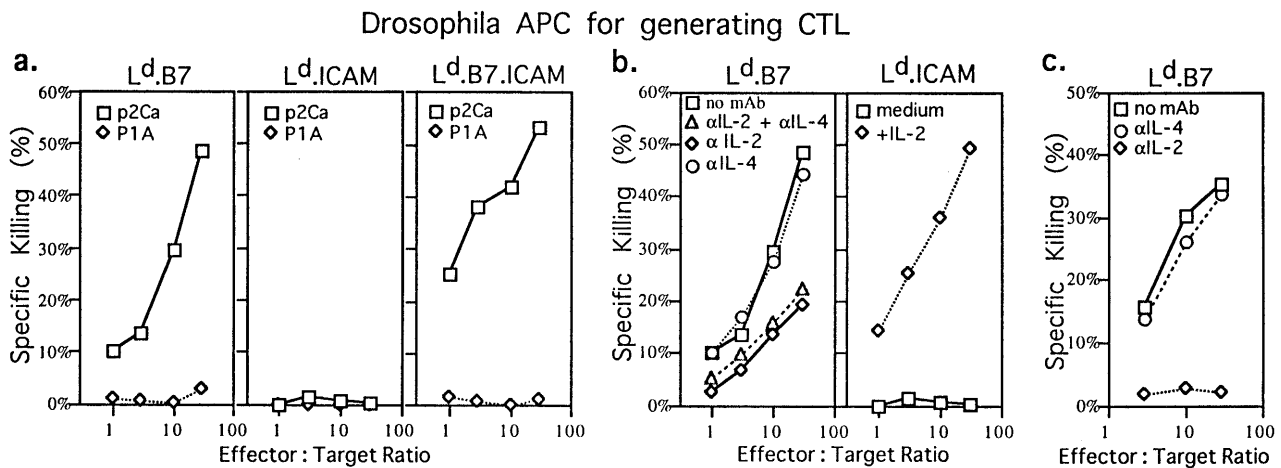 Drosophila APC for generating CTL
a.
Ld.B7
Ld.ICAM
Ld.B7.ICAM
Specific Killing (%)
60%
50%
40%
30%
20%
10%
0%
p2Ca
P1A
p2Ca
P1A
p2Ca
P1A
1 10 100
1 10 100
1 10 100
Effector : Target Ratio
b.
Ld.B7
Ld.ICAM
Specific Killing (%)
60%
50%
40%
30%
20%
10%
0%
no mAb
αIL-2 + αIL-4
α IL-2
αIL-4
medium
+IL-2
1 10 100
1 10 100
Effector : Target Ratio
c.
Ld.B7
Specific Killing (%)
50%
40%
30%
20%
10%
0%
no mAb
αIL-4
αIL-2
1 10 100
Effector : Target Ratio